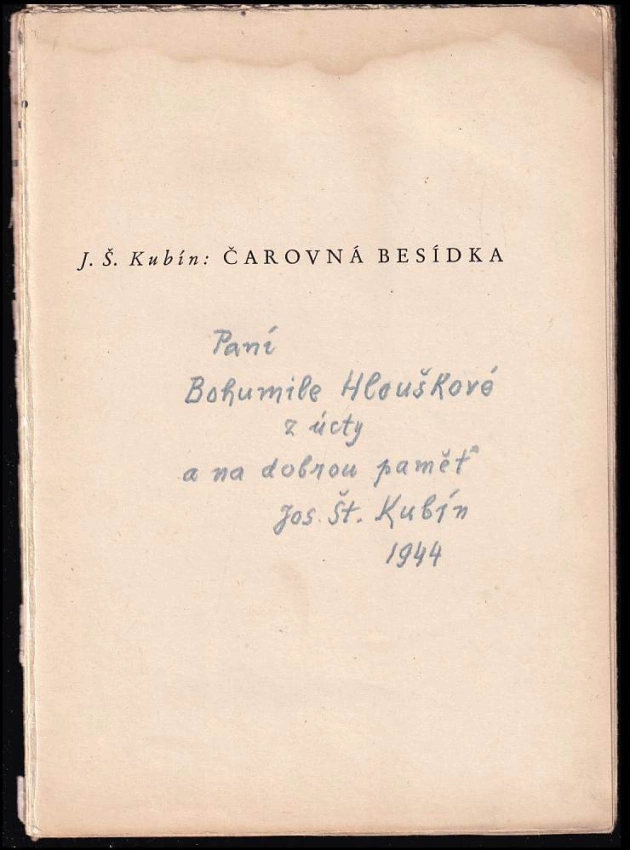 J. Š. Kubín: ČAROVNÁ BESÍDKA
Paní
Bohumile Hlouškové
z úcty
a na dobrou paměť
Jos. Št. Kubín
1944